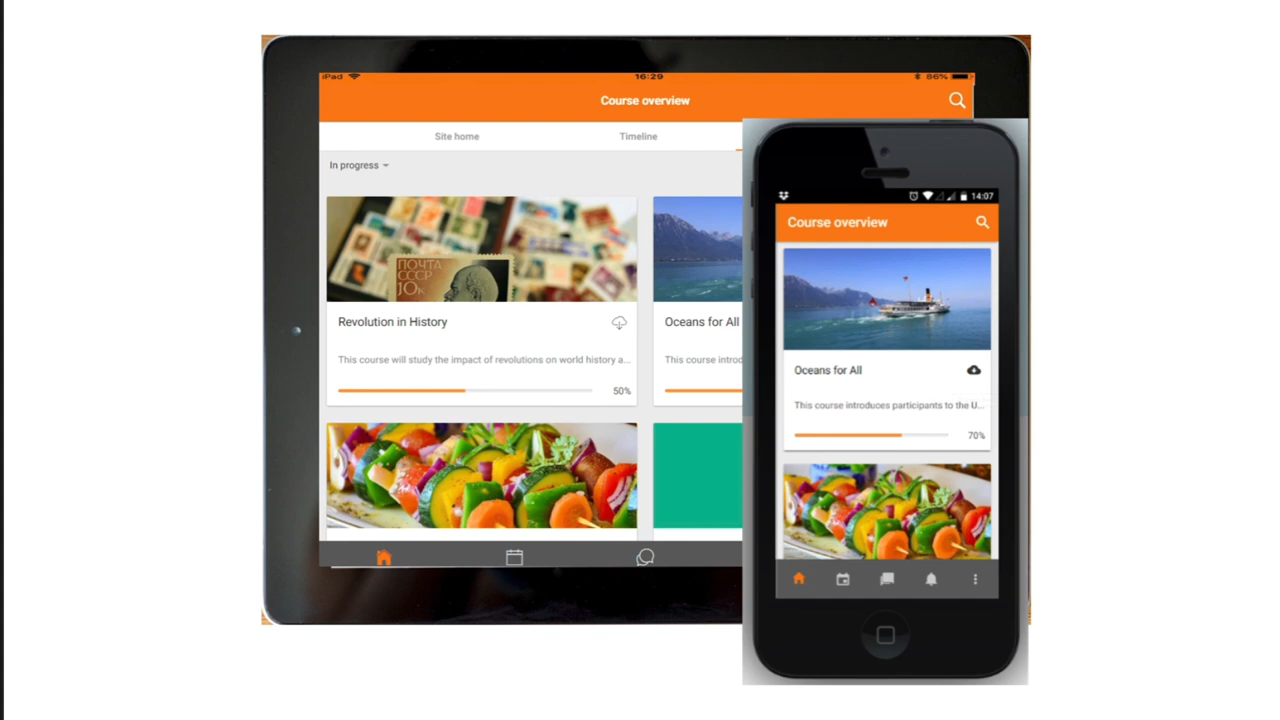 iPad 16:29 86%
Course overview
Site home Timeline
In progress
ПОЧТА
СССР
10к
Revolution in History
This course will study the impact of revolutions on world history a...
50%
Oceans for All
This course introd
14:07
Course overview
Oceans for All
This course introduces participants to the U...
70%